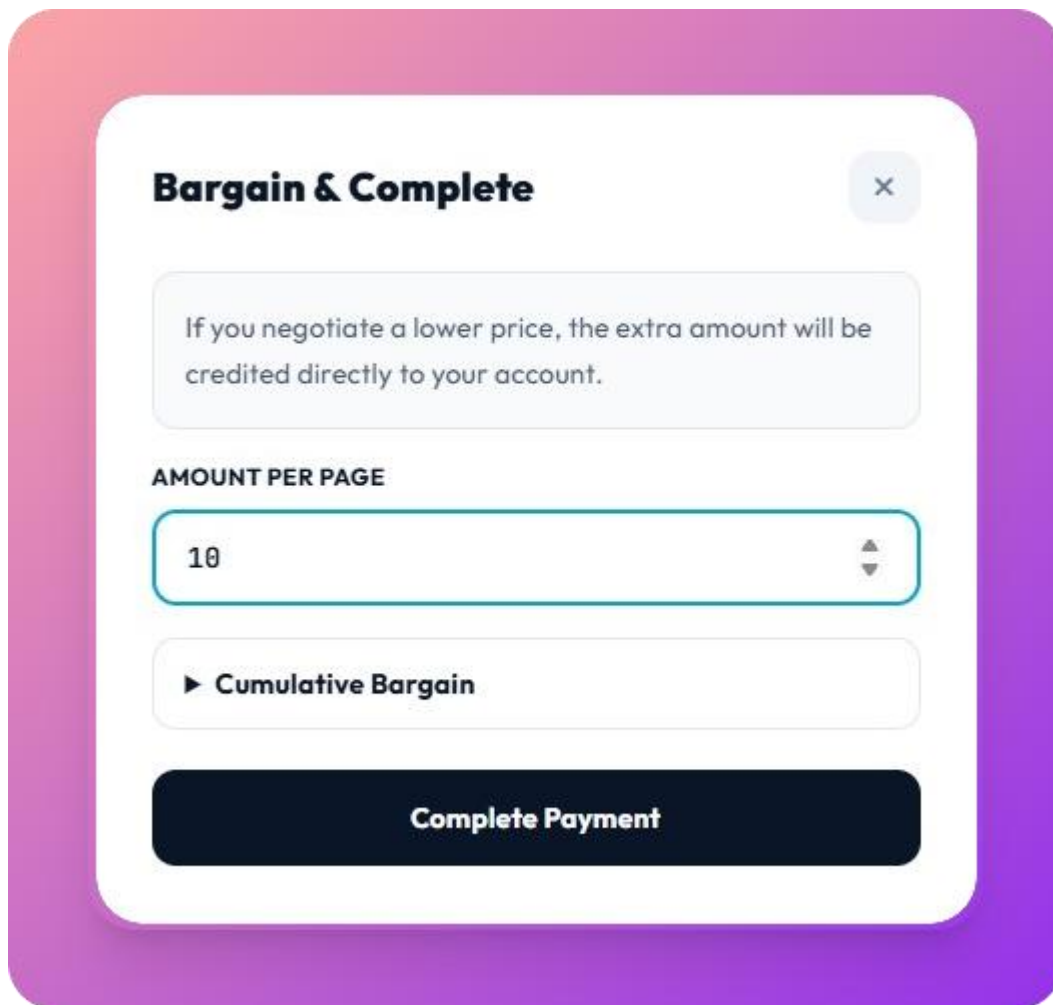 Bargain & Complete
If you negotiate a lower price, the extra amount will be
credited directly to your account.
AMOUNT PER PAGE
10
Cumulative Bargain
Complete Payment